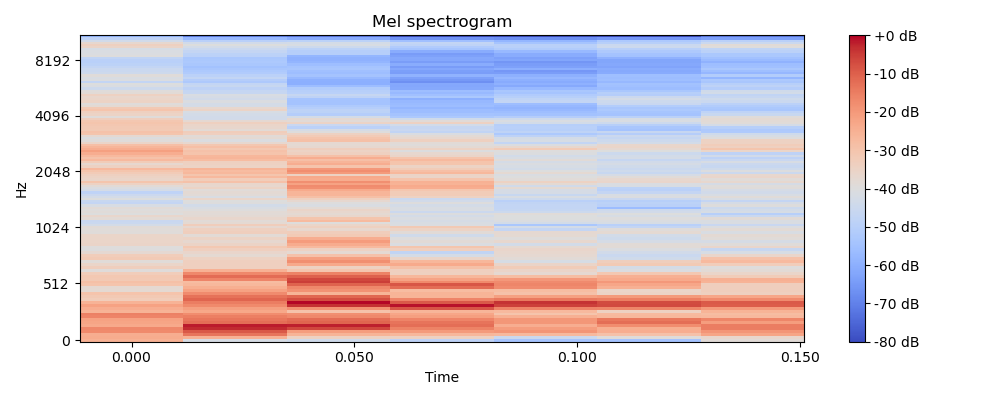 Mel spectrogram
Hz
8192
4096
2048
1024
512
0
0.000
0.050
0.100
0.150
Time
+0 dB
-10 dB
-20 dB
-30 dB
-40 dB
-50 dB
-60 dB
-70 dB
-80 dB